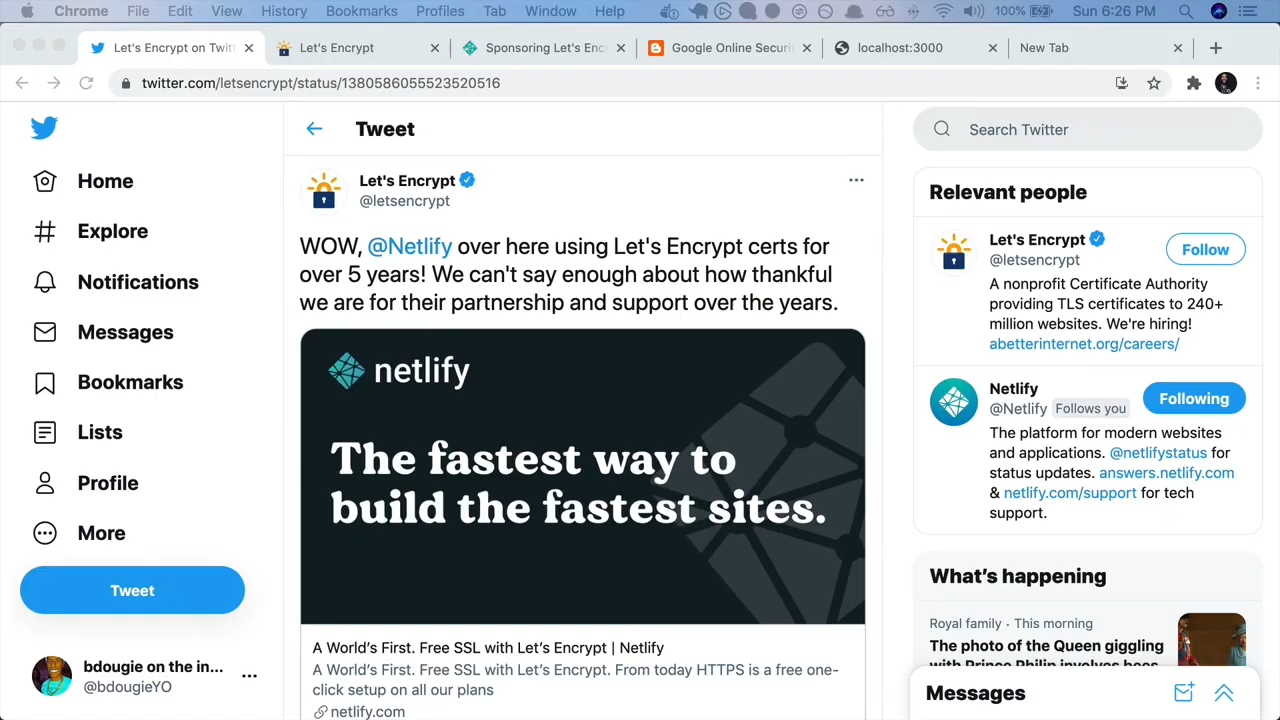 Chrome File Edit View History Bookmarks Profiles Tab Window Help 100% Sun 6:26 PM
Let's Encrypt on Twit
Let's Encrypt
Sponsoring Let's Enc
Google Online Securi
localhost:3000
New Tab
twitter.com/letsencrypt/status/1380586055523520516
Home
Explore
Notifications
Messages
Bookmarks
Lists
Profile
More
Tweet
bdougie on the in...
@bdougieYO
Tweet
Let's Encrypt
@letsencrypt
WOW, @Netlify over here using Let's Encrypt certs for
over 5 years! We can't say enough about how thankful
we are for their partnership and support over the years.
netlify
The fastest way to
build the fastest sites.
A World's First. Free SSL with Let's Encrypt | Netlify
A World's First. Free SSL with Let's Encrypt. From today HTTPS is a free one-
click setup on all our plans
netlify.com
Search Twitter
Relevant people
Let's Encrypt
@letsencrypt
Follow
A nonprofit Certificate Authority
providing TLS certificates to 240+
million websites. We're hiring!
abetterinternet.org/careers/
Netlify
@Netlify Follows you
Following
The platform for modern websites
and applications. @netlifystatus for
status updates. answers.netlify.com
& netlify.com/support for tech
support.
What's happening
Royal family · This morning
The photo of the Queen giggling
with Prince Philip involves bees
Messages